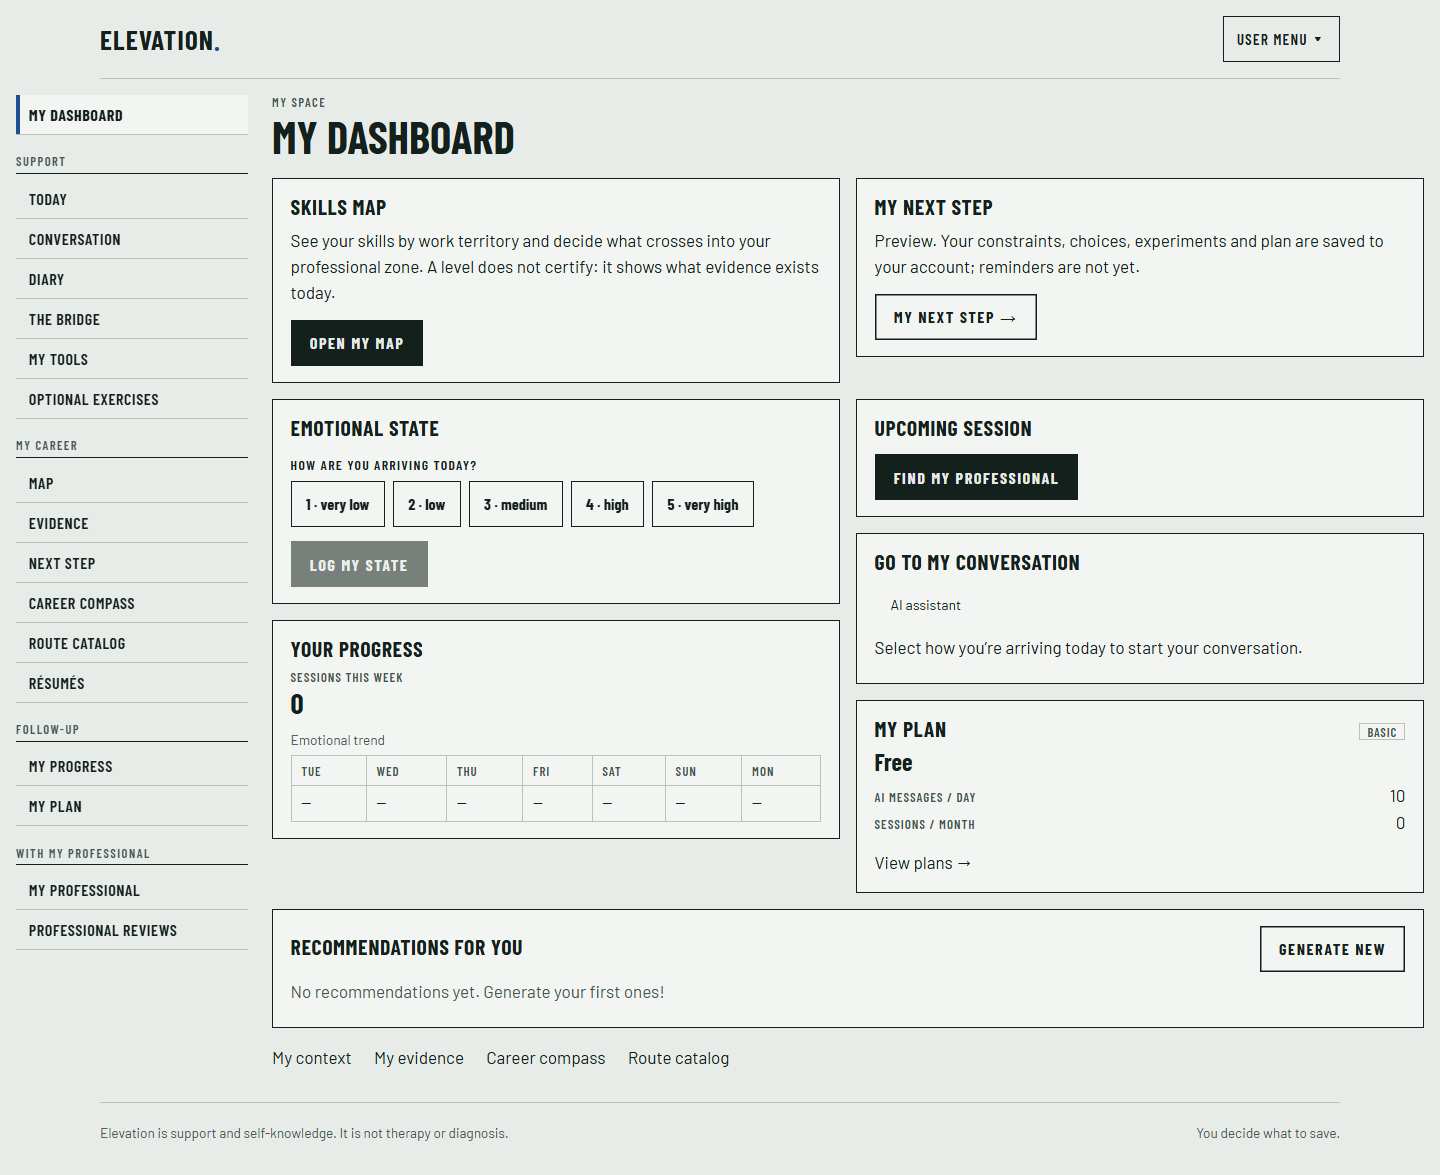 ELEVATION.
USER MENU
MY DASHBOARD
SUPPORT
TODAY
CONVERSATION
DIARY
THE BRIDGE
MY TOOLS
OPTIONAL EXERCISES
MY CAREER
MAP
EVIDENCE
NEXT STEP
CAREER COMPASS
ROUTE CATALOG
RÉSUMÉS
FOLLOW-UP
MY PROGRESS
MY PLAN
WITH MY PROFESSIONAL
MY PROFESSIONAL
PROFESSIONAL REVIEWS
MY SPACE
MY DASHBOARD
SKILLS MAP
See your skills by work territory and decide what crosses into your
professional zone. A level does not certify: it shows what evidence exists
today.
OPEN MY MAP
MY NEXT STEP
Preview. Your constraints, choices, experiments and plan are saved to
your account; reminders are not yet.
MY NEXT STEP →
EMOTIONAL STATE
HOW ARE YOU ARRIVING TODAY?
1 · very low 2 · low 3 · medium 4 · high 5 · very high
LOG MY STATE
UPCOMING SESSION
FIND MY PROFESSIONAL
GO TO MY CONVERSATION
AI assistant
Select how you’re arriving today to start your conversation.
YOUR PROGRESS
SESSIONS THIS WEEK
0
Emotional trend
TUE WED THU FRI SAT SUN MON
– – – – – – –
MY PLAN BASIC
Free
AI MESSAGES / DAY 10
SESSIONS / MONTH 0
View plans →
RECOMMENDATIONS FOR YOU GENERATE NEW
No recommendations yet. Generate your first ones!
My context My evidence Career compass Route catalog
Elevation is support and self-knowledge. It is not therapy or diagnosis. You decide what to save.